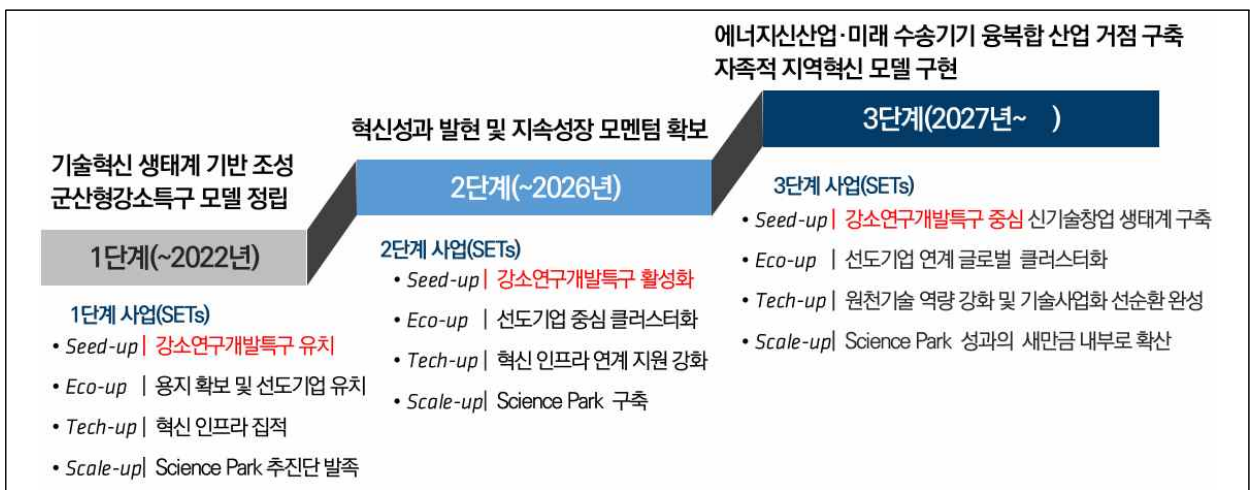 기술혁신 생태계 기반 조성
군산형강소특구 모델 정립
1단계(~2022년)
1단계 사업(SETs)
• Seed-up | 강소연구개발특구 유치
• Eco-up | 용지 확보 및 선도기업 유치
• Tech-up | 혁신 인프라 집적
• Scale-up| Science Park 추진단 발족
혁신성과 발현 및 지속성장 모멘텀 확보
2단계(~2026년)
2단계 사업(SETs)
• Seed-up | 강소연구개발특구 활성화
• Eco-up | 선도기업 중심 클러스터화
• Tech-up | 혁신 인프라 연계 지원 강화
• Scale-up| Science Park 구축
에너지신산업·미래 수송기기 융복합 산업 거점 구축
자족적 지역혁신 모델 구현
3단계(2027년~ )
3단계 사업(SETs)
• Seed-up | 강소연구개발특구 중심 신기술창업 생태계 구축
• Eco-up | 선도기업 연계 글로벌 클러스터화
• Tech-up | 원천기술 역량 강화 및 기술사업화 선순환 완성
• Scale-up| Science Park 성과의 새만금 내부로 확산